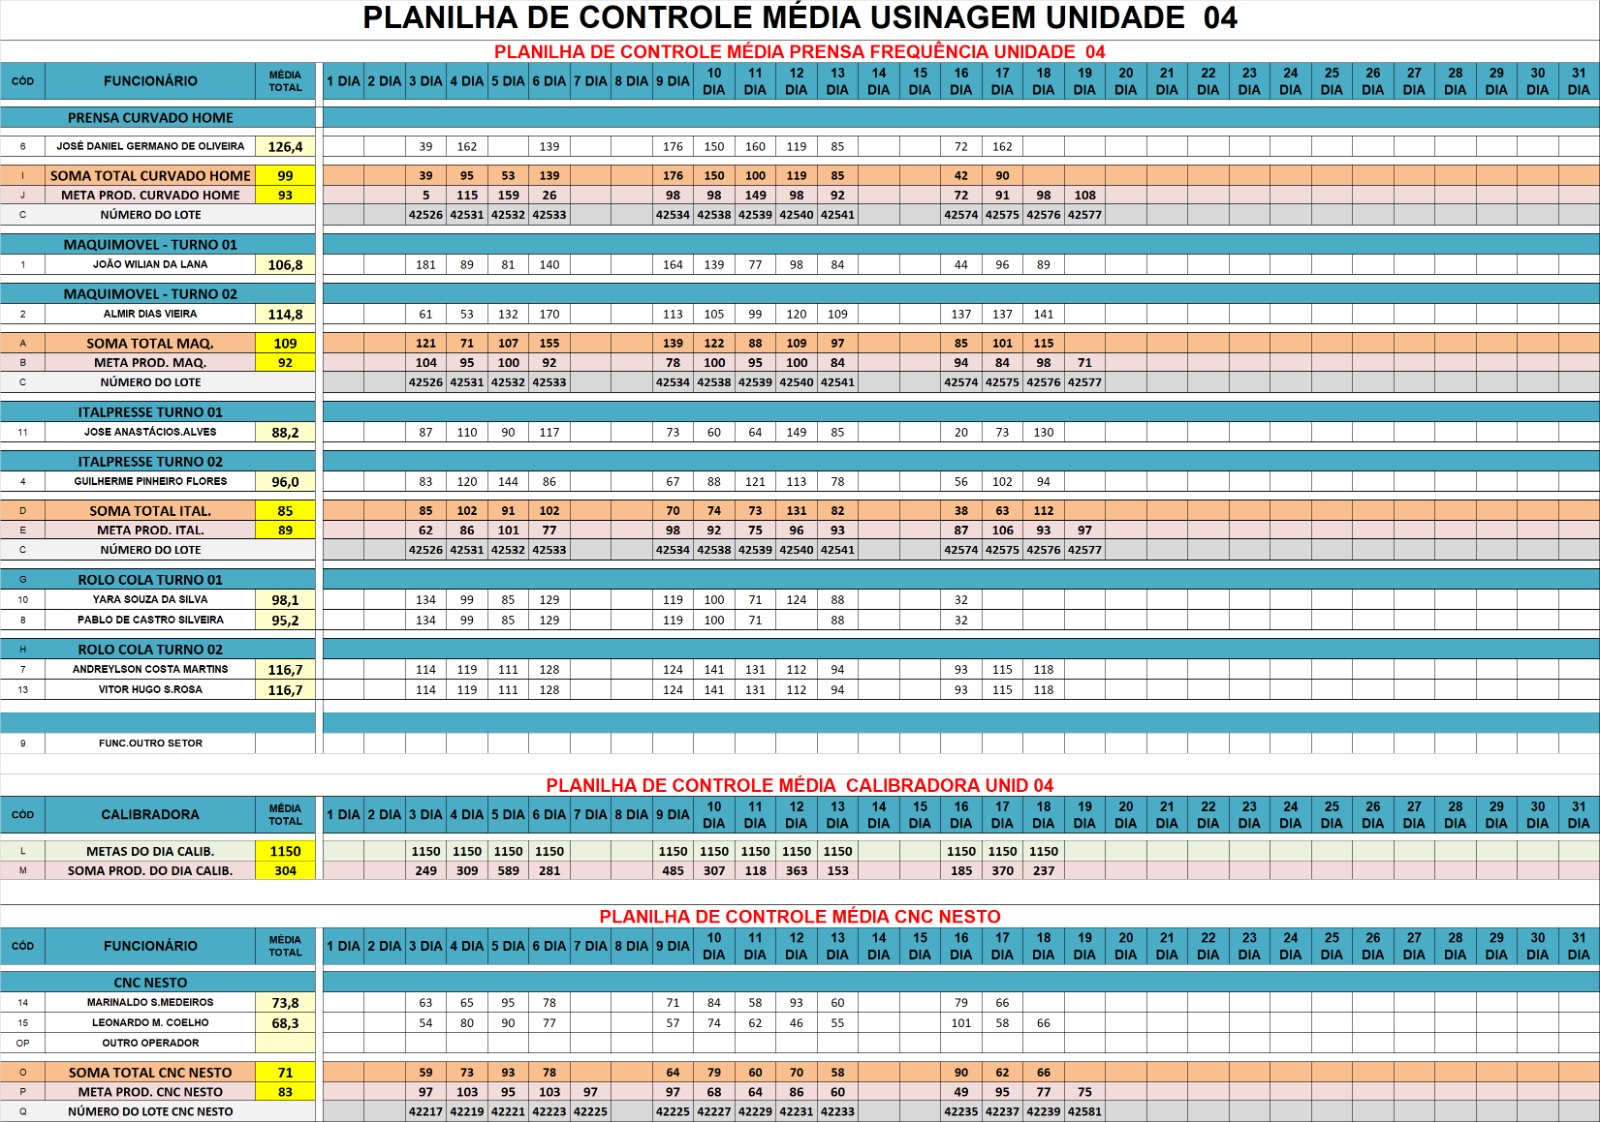 PLANILHA DE CONTROLE MÉDIA USINAGEM UNIDADE 04
PLANILHA DE CONTROLE MÉDIA PRENSA FREQUÊNCIA UNIDADE 04
CÓD FUNCIONÁRIO MÉDIA TOTAL 1 DIA 2 DIA 3 DIA 4 DIA 5 DIA 6 DIA 7 DIA 8 DIA 9 DIA 10 DIA 11 DIA 12 DIA 13 DIA 14 DIA 15 DIA 16 DIA 17 DIA 18 DIA 19 DIA 20 DIA 21 DIA 22 DIA 23 DIA 24 DIA 25 DIA 26 DIA 27 DIA 28 DIA 29 DIA 30 DIA 31 DIA
PRENSA CURVADO HOME
6 JOSÉ DANIEL GERMANO DE OLIVEIRA 126,4 39 162 139 176 150 160 119 85 72 162
I SOMA TOTAL CURVADO HOME 99 39 95 53 139 176 150 100 119 85 42 90
J META PROD. CURVADO HOME 93 5 115 159 26 98 98 149 98 92 72 91 98 108
C NÚMERO DO LOTE 42526 42531 42532 42533 42534 42538 42539 42540 42541 42574 42575 42576 42577
MAQUIMOVEL - TURNO 01
1 JOÃO WILIAN DA LANA 106,8 181 89 81 140 164 139 77 98 84 44 96 89
MAQUIMOVEL - TURNO 02
2 ALMIR DIAS VIEIRA 114,8 61 53 132 170 113 105 99 120 109 137 137 141
A SOMA TOTAL MAQ. 109 121 71 107 155 139 122 88 109 97 85 101 115
B META PROD. MAQ. 92 104 95 100 92 78 100 95 100 84 94 84 98 71
C NÚMERO DO LOTE 42526 42531 42532 42533 42534 42538 42539 42540 42541 42574 42575 42576 42577
ITALPRESSE TURNO 01
11 JOSE ANASTÁCIOS.ALVES 88,2 87 110 90 117 73 60 64 149 85 20 73 130
ITALPRESSE TURNO 02
4 GUILHERME PINHEIRO FLORES 96,0 83 120 144 86 67 88 121 113 78 56 102 94
D SOMA TOTAL ITAL. 85 85 102 91 102 70 74 73 131 82 38 63 112
E META PROD. ITAL. 89 62 86 101 77 98 92 75 96 93 87 106 93 97
C NÚMERO DO LOTE 42526 42531 42532 42533 42534 42538 42539 42540 42541 42574 42575 42576 42577
G ROLO COLA TURNO 01
10 YARA SOUZA DA SILVA 98,1 134 99 85 129 119 100 71 124 88 32
8 PABLO DE CASTRO SILVEIRA 95,2 134 99 85 129 119 100 71 88 32
H ROLO COLA TURNO 02
7 ANDREYLSON COSTA MARTINS 116,7 114 119 111 128 124 141 131 112 94 93 115 118
13 VITOR HUGO S.ROSA 116,7 114 119 111 128 124 141 131 112 94 93 115 118
9 FUNC.OUTRO SETOR
PLANILHA DE CONTROLE MÉDIA CALIBRADORA UNID 04
CÓD CALIBRADORA MÉDIA TOTAL 1 DIA 2 DIA 3 DIA 4 DIA 5 DIA 6 DIA 7 DIA 8 DIA 9 DIA 10 DIA 11 DIA 12 DIA 13 DIA 14 DIA 15 DIA 16 DIA 17 DIA 18 DIA 19 DIA 20 DIA 21 DIA 22 DIA 23 DIA 24 DIA 25 DIA 26 DIA 27 DIA 28 DIA 29 DIA 30 DIA 31 DIA
L METAS DO DIA CALIB. 1150 1150 1150 1150 1150 1150 1150 1150 1150 1150 1150 1150 1150
M SOMA PROD. DO DIA CALIB. 304 249 309 589 281 485 307 118 363 153 185 370 237
PLANILHA DE CONTROLE MÉDIA CNC NESTO
CÓD FUNCIONÁRIO MÉDIA TOTAL 1 DIA 2 DIA 3 DIA 4 DIA 5 DIA 6 DIA 7 DIA 8 DIA 9 DIA 10 DIA 11 DIA 12 DIA 13 DIA 14 DIA 15 DIA 16 DIA 17 DIA 18 DIA 19 DIA 20 DIA 21 DIA 22 DIA 23 DIA 24 DIA 25 DIA 26 DIA 27 DIA 28 DIA 29 DIA 30 DIA 31 DIA
CNC NESTO
14 MARINALDO S.MEDEIROS 73,8 63 65 95 78 71 84 58 93 60 79 66
15 LEONARDO M. COELHO 68,3 54 80 90 77 57 74 62 46 55 101 58 66
OP OUTRO OPERADOR
O SOMA TOTAL CNC NESTO 71 59 73 93 78 64 79 60 70 58 90 62 66
P META PROD. CNC NESTO 83 97 103 95 103 97 97 68 64 86 60 49 95 77 75
Q NÚMERO DO LOTE CNC NESTO 42217 42219 42221 42223 42225 42225 42227 42229 42231 42233 42235 42237 42239 42581